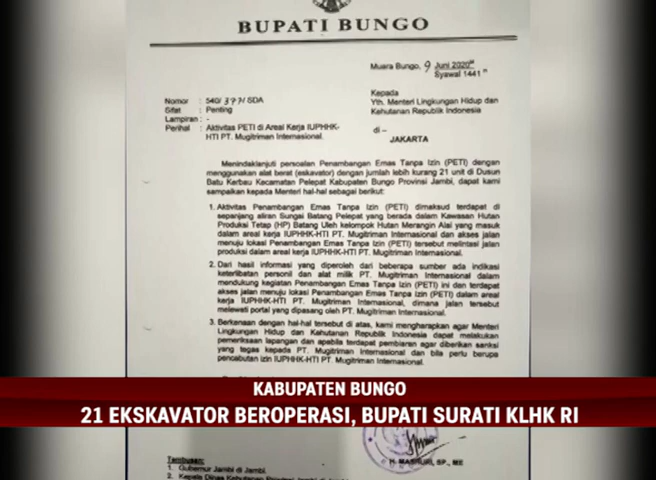 BUPATI BUNGO
Muara Bungo, 9 Juni 2020 M
Syawal 1441 H
Kepada
Nomor : 540/ /SDA
Yth. Menteri Lingkungan Hidup dan
Sifat : Penting
Kehutanan Republik Indonesia
Lampiran : -
Perihal : Aktivitas PETI di Areal Kerja IUPHHK-
HTI PT. Mugitriman Internasional.
di –
JAKARTA
Menindaklanjuti persoalan Penambangan Emas Tanpa Izin (PETI) dengan
menggunakan alat berat (eskavator) dengan jumlah lebih kurang 21 unit di Dusun
Batu Kerbau Kecamatan Pelepat Kabupaten Bungo Provinsi Jambi, dapat kami
sampaikan kepada Menteri hal-hal sebagai berikut:
1. Aktivitas Penambangan Emas Tanpa Izin (PETI) dimaksud terdapat di
sepanjang aliran Sungai Batang Pelepat yang berada dalam Kawasan Hutan
Produksi Tetap (HP) Batang Uleh kelompok Hutan Merangin Alai yang masuk
dalam areal kerja IUPHHK-HTI PT. Mugitriman Internasional dan akses jalan
menuju lokasi Penambangan Emas Tanpa Izin (PETI) tersebut melintasi jalan
produksi dalam areal kerja IUPHHK-HTI PT. Mugitriman Internasional.
2. Dari hasil informasi yang diperoleh dari beberapa sumber ada indikasi
keterlibatan personil dan alat milik PT. Mugitriman Internasional dalam
mendukung kegiatan Penambangan Emas Tanpa Izin (PETI) ini dan terdapat
akses jalan menuju lokasi Penambangan Emas Tanpa Izin (PETI) dalam areal
kerja IUPHHK-HTI PT. Mugitriman Internasional, dimana jalan tersebut
melewati portal yang dipasang oleh PT. Mugitriman Internasional.
3. Berkenaan dengan hal-hal tersebut di atas, kami mengharapkan agar Menteri
Lingkungan Hidup dan Kehutanan Republik Indonesia dapat melakukan
pemeriksaan lapangan dan apabila terdapat pembiaran agar diberikan sanksi
yang tegas kepada PT. Mugitriman Internasional dan bila perlu berupa
pencabutan izin IUPHHK-HTI PT. Mugitriman Internasional.
KABUPATEN BUNGO
21 EKSKAVATOR BEROPERASI, BUPATI SURATI KLHK RI
H. MASHURI, SP., ME
Tembusan:
1. Gubernur Jambi di Jambi.
2. Kepala Dinas Kehutanan Provinsi Jambi di Jambi.